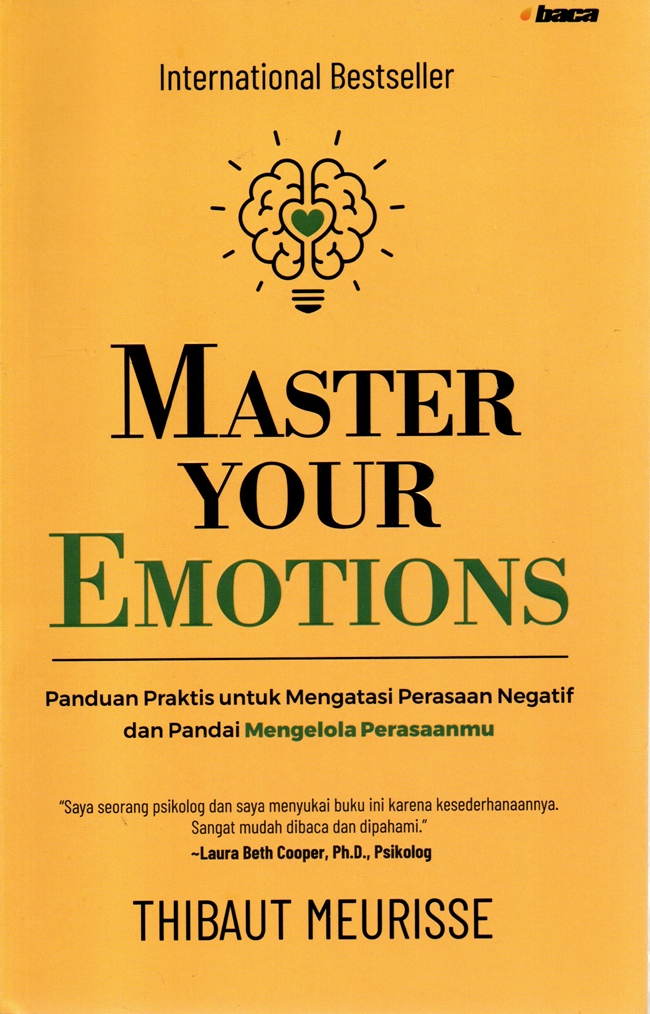 baca
International Bestseller
MASTER
YOUR
EMOTIONS
Panduan Praktis untuk Mengatasi Perasaan Negatif
dan Pandai Mengelola Perasaanmu
“Saya seorang psikolog dan saya menyukai buku ini karena kesederhanaannya.
Sangat mudah dibaca dan dipahami.”
~Laura Beth Cooper, Ph.D., Psikolog
THIBAUT MEURISSE